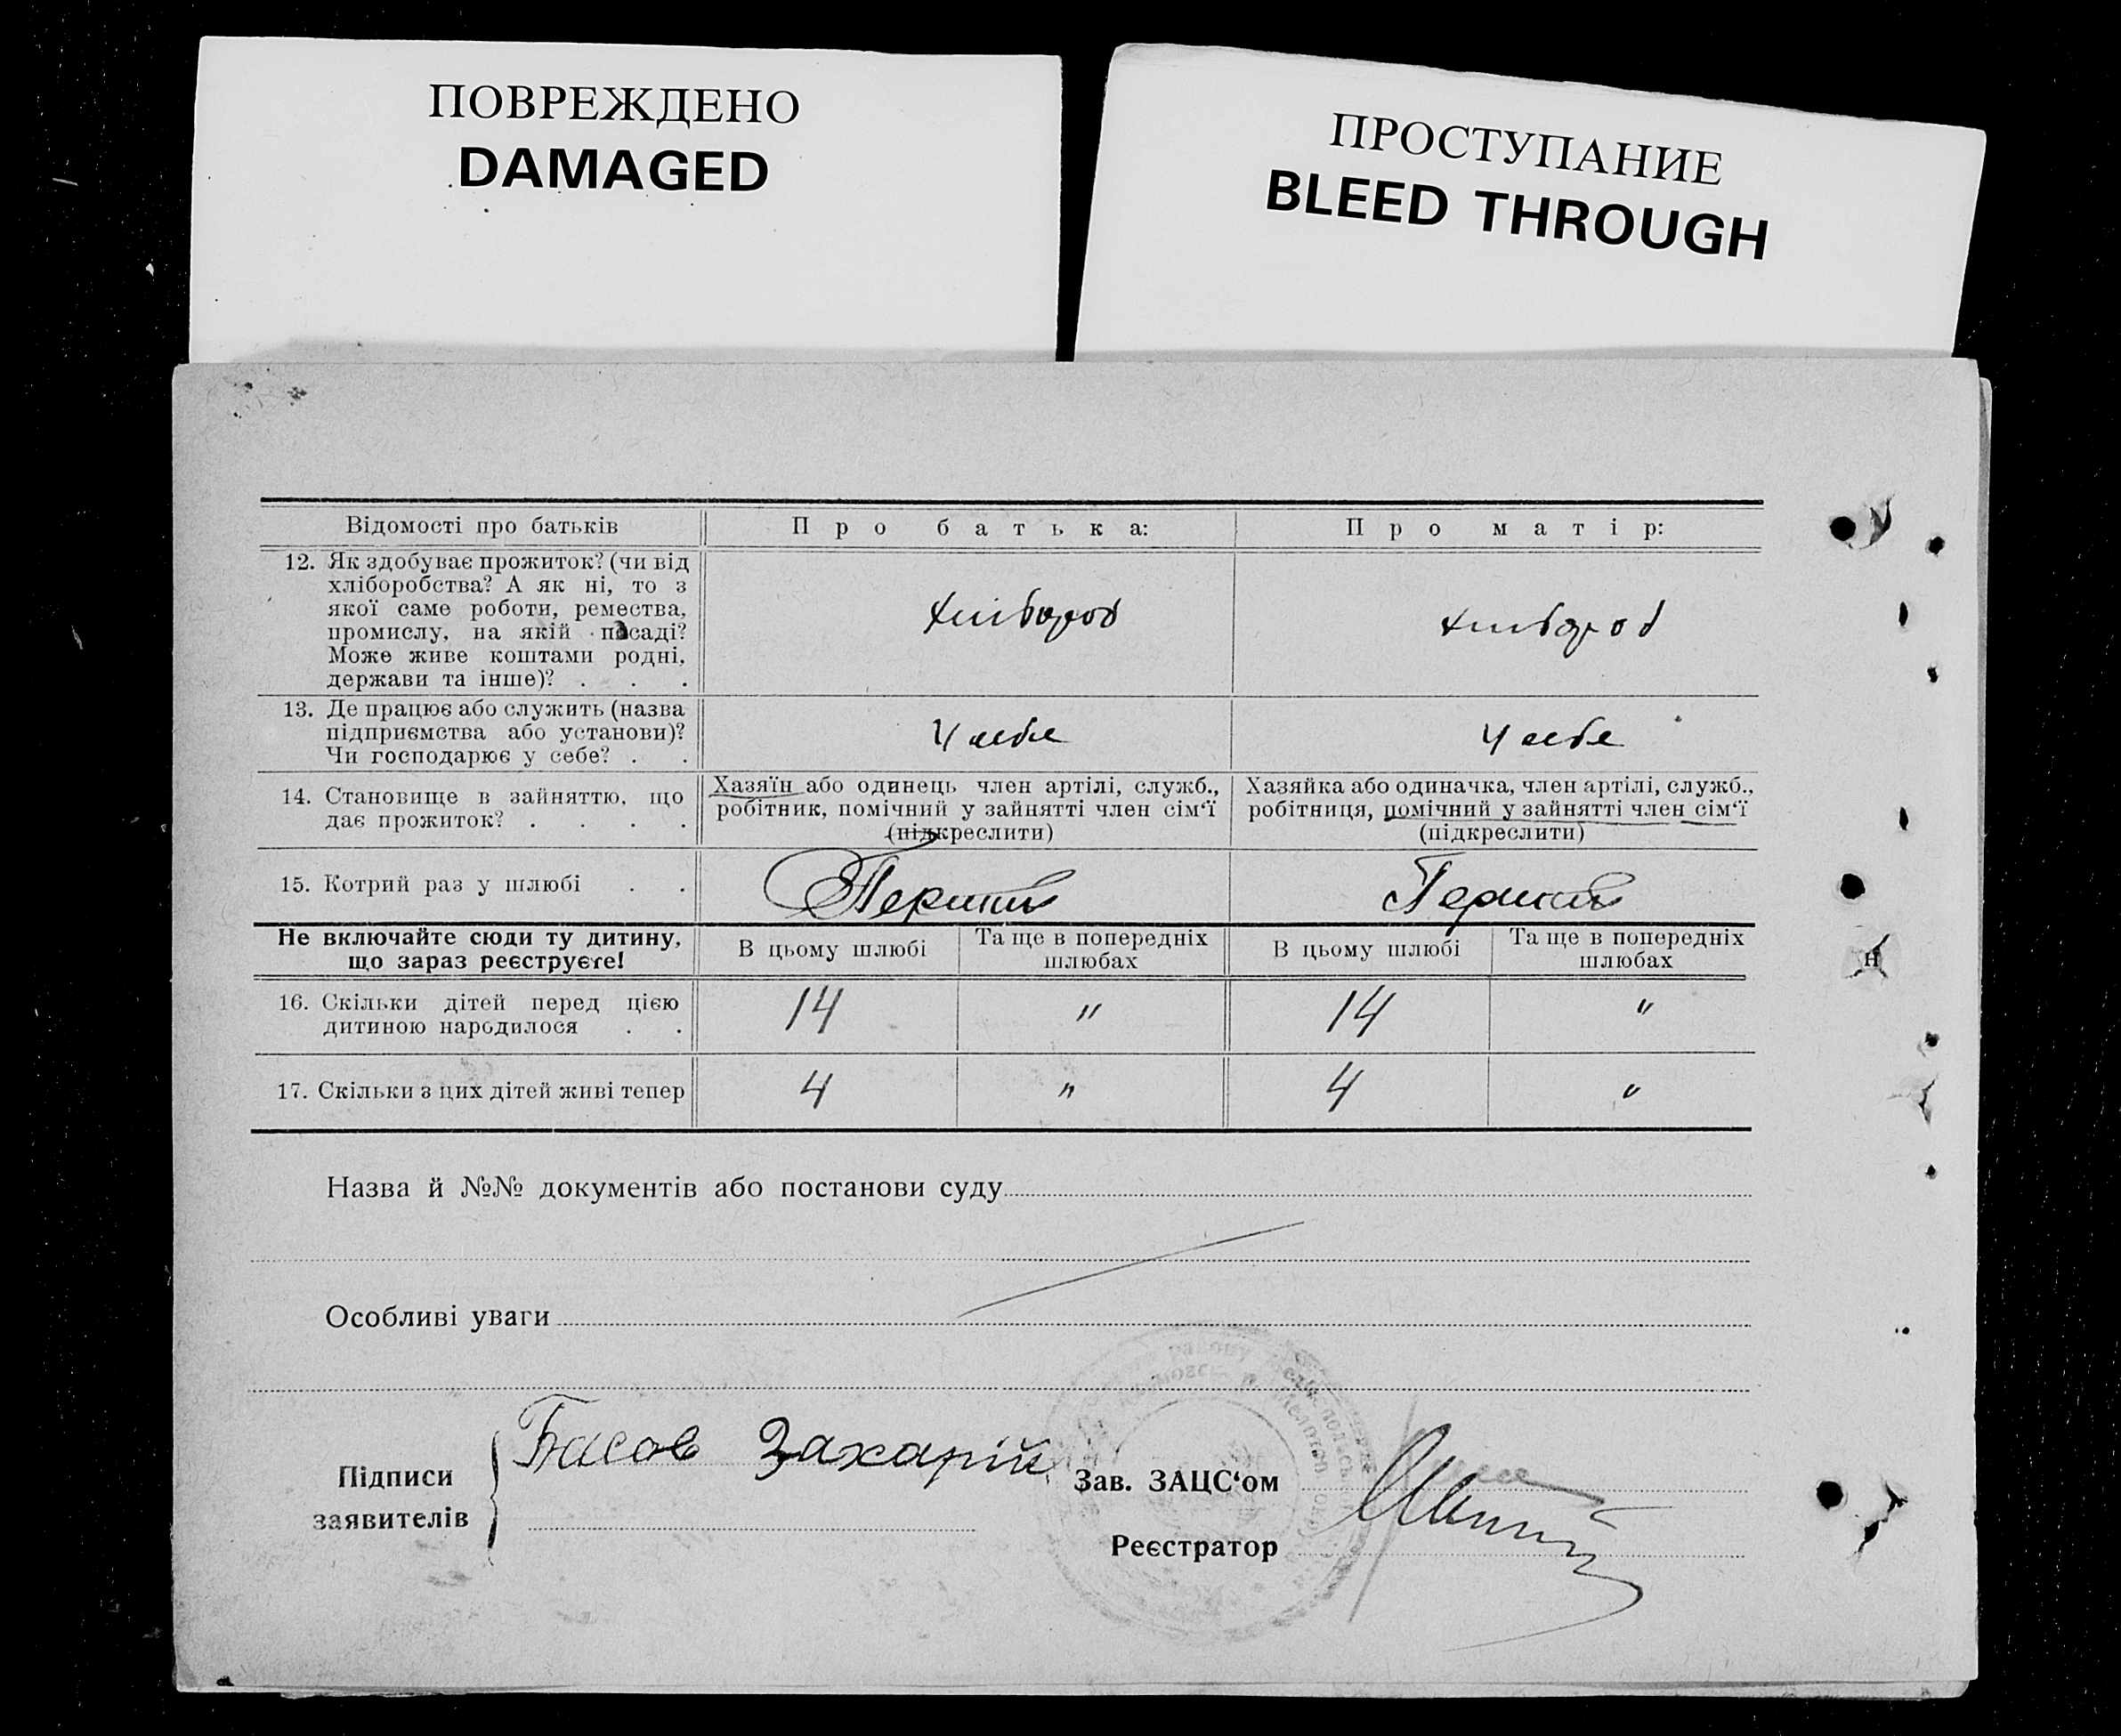 ПОВРЕЖДЕНО
DAMAGED
ПРОСТУПАНИЕ
BLEED THROUGH
Відомості про батьків
Про батька:
Про матір:
12. Як здобуває прожиток? (чи від
хліборобства? А як ні, то з
якої саме роботи, ремества,
промислу, на якій посаді?
Може живе коштами родні,
держави та інше)? . . .
хлібороб
хлібороб
13. Де працює або служить (назва
підприємства або установи)?
Чи господарює у себе? . .
У себе
У себе
14. Становище в зайняттю, що
дає прожиток? . . . .
Хазяїн або одинець член артілі, служб.,
робітник, помічний у зайнятті член сім‘ї
(підкреслити)
Хазяйка або одиначка, член артілі, служб.,
робітниця, помічний у зайнятті член сім‘ї
(підкреслити)
15. Котрий раз у шлюбі . .
Перший
Перший
Не включайте сюди ту дитину,
що зараз реєструєте!
В цьому шлюбі
Та ще в попередніх
шлюбах
В цьому шлюбі
Та ще в попередніх
шлюбах
16. Скільки дітей перед цією
дитиною народилося . .
14
"
14
"
17. Скільки з цих дітей живі тепер
4
"
4
"
Назва й №№ документів або постанови суду
Особливі уваги
Підписи
заявителів
Басов Захарій
Зав. ЗАЦС‘ом
Реєстратор